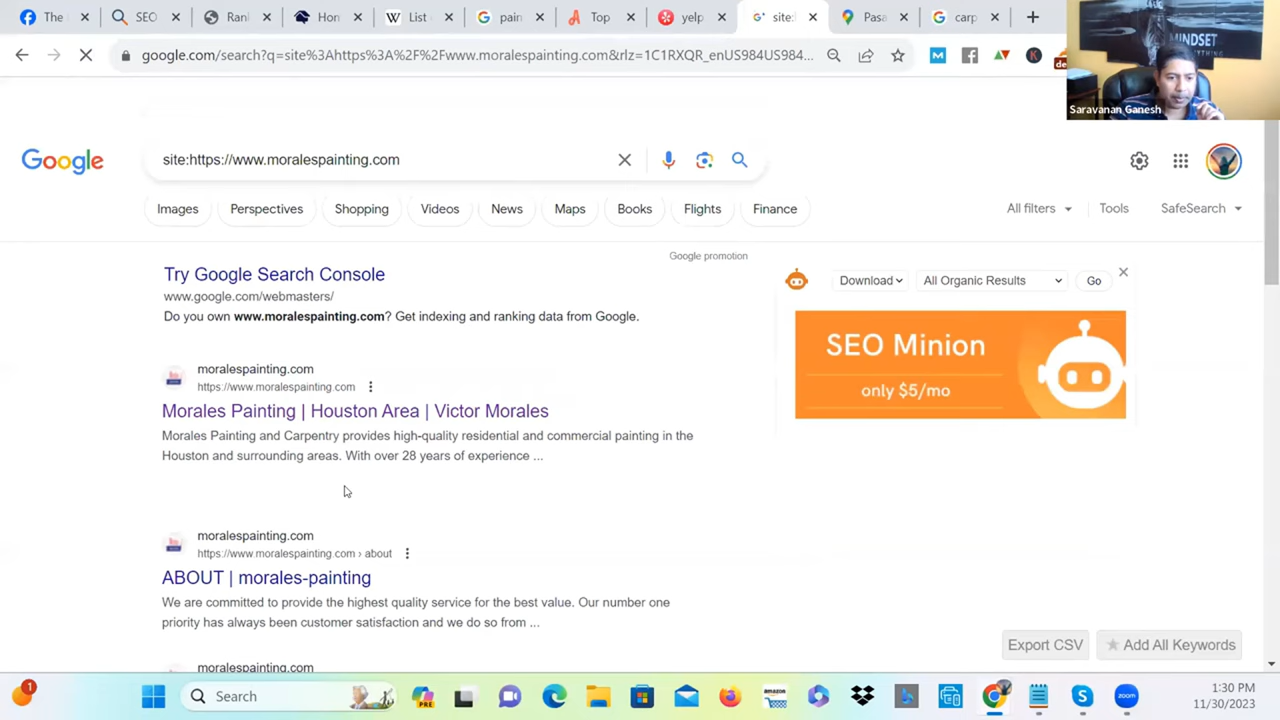 The
SEO
Ran
Hon
W List
pain
Top
yelp
site:
Pasa
carp
google.com/search?q=site%3Ahttps%3A%2F%2Fwww.moralespainting.com&rlz=1C1RXQR_enUS984US984...
MINDSET
Saravanan Ganesh
Google
site:https://www.moralespainting.com
Images
Perspectives
Shopping
Videos
News
Maps
Books
Flights
Finance
All filters
Tools
SafeSearch
Google promotion
Try Google Search Console
www.google.com/webmasters/
Do you own www.moralespainting.com? Get indexing and ranking data from Google.
Download
All Organic Results
Go
SEO Minion
only $5/mo
moralespainting.com
https://www.moralespainting.com
Morales Painting | Houston Area | Victor Morales
Morales Painting and Carpentry provides high-quality residential and commercial painting in the
Houston and surrounding areas. With over 28 years of experience ...
moralespainting.com
https://www.moralespainting.com › about
ABOUT | morales-painting
We are committed to provide the highest quality service for the best value. Our number one
priority has always been customer satisfaction and we do so from ...
moralespainting.com
Export CSV
Add All Keywords
1
Search
amazon
zoom
1:30 PM
11/30/2023